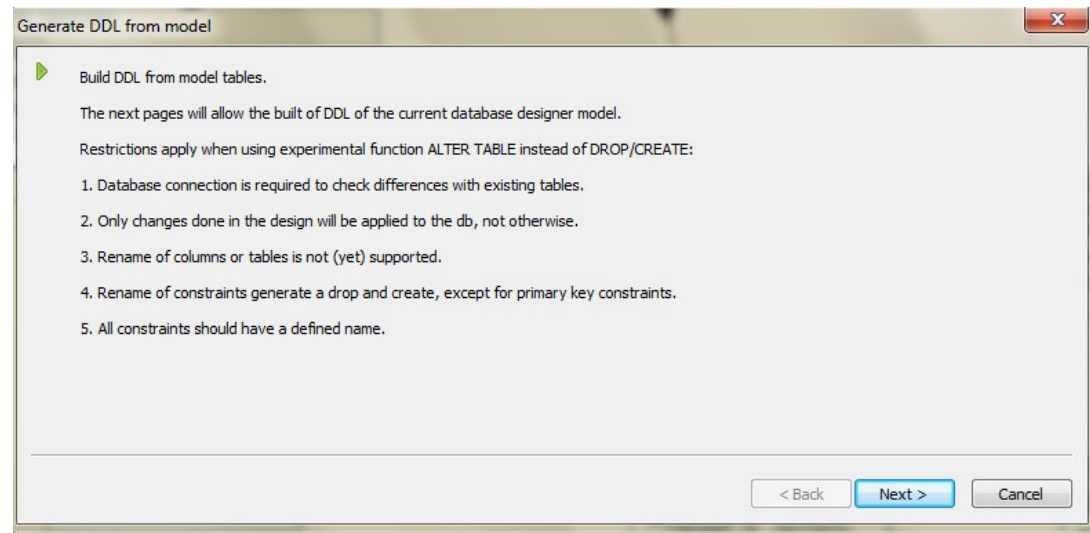 Generate DDL from model
Build DDL from model tables.
The next pages will allow the built of DDL of the current database designer model.
Restrictions apply when using experimental function ALTER TABLE instead of DROP/CREATE:
1. Database connection is required to check differences with existing tables.
2. Only changes done in the design will be applied to the db, not otherwise.
3. Rename of columns or tables is not (yet) supported.
4. Rename of constraints generate a drop and create, except for primary key constraints.
5. All constraints should have a defined name.
< Back Next > Cancel